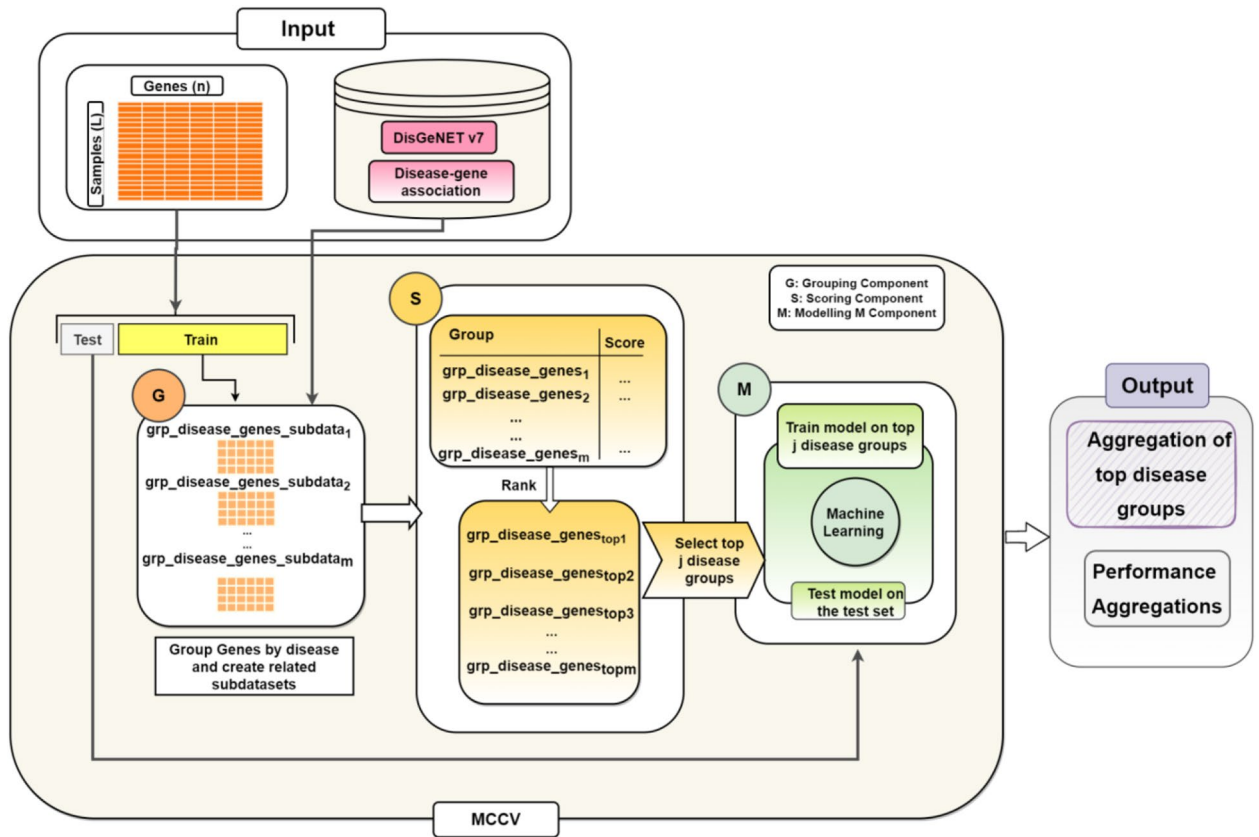 Input
Genes (n)
Samples (L)
DisGeNET v7
Disease-gene
association
G: Grouping Component
S: Scoring Component
M: Modelling M Component
Test
Train
G
grp_disease_genes_subdata1
grp_disease_genes_subdata2
...
...
grp_disease_genes_subdatam
Group Genes by disease
and create related
subdatasets
S
Group
Score
grp_disease_genes1
...
grp_disease_genes2
...
...
...
grp_disease_genesm
...
Rank
grp_disease_genestop1
grp_disease_genestop2
grp_disease_genestop3
...
...
grp_disease_genestopm
Select top
j disease
groups
M
Train model on top
j disease groups
Machine
Learning
Test model on
the test set
Output
Aggregation of
top disease
groups
Performance
Aggregations
MCCV